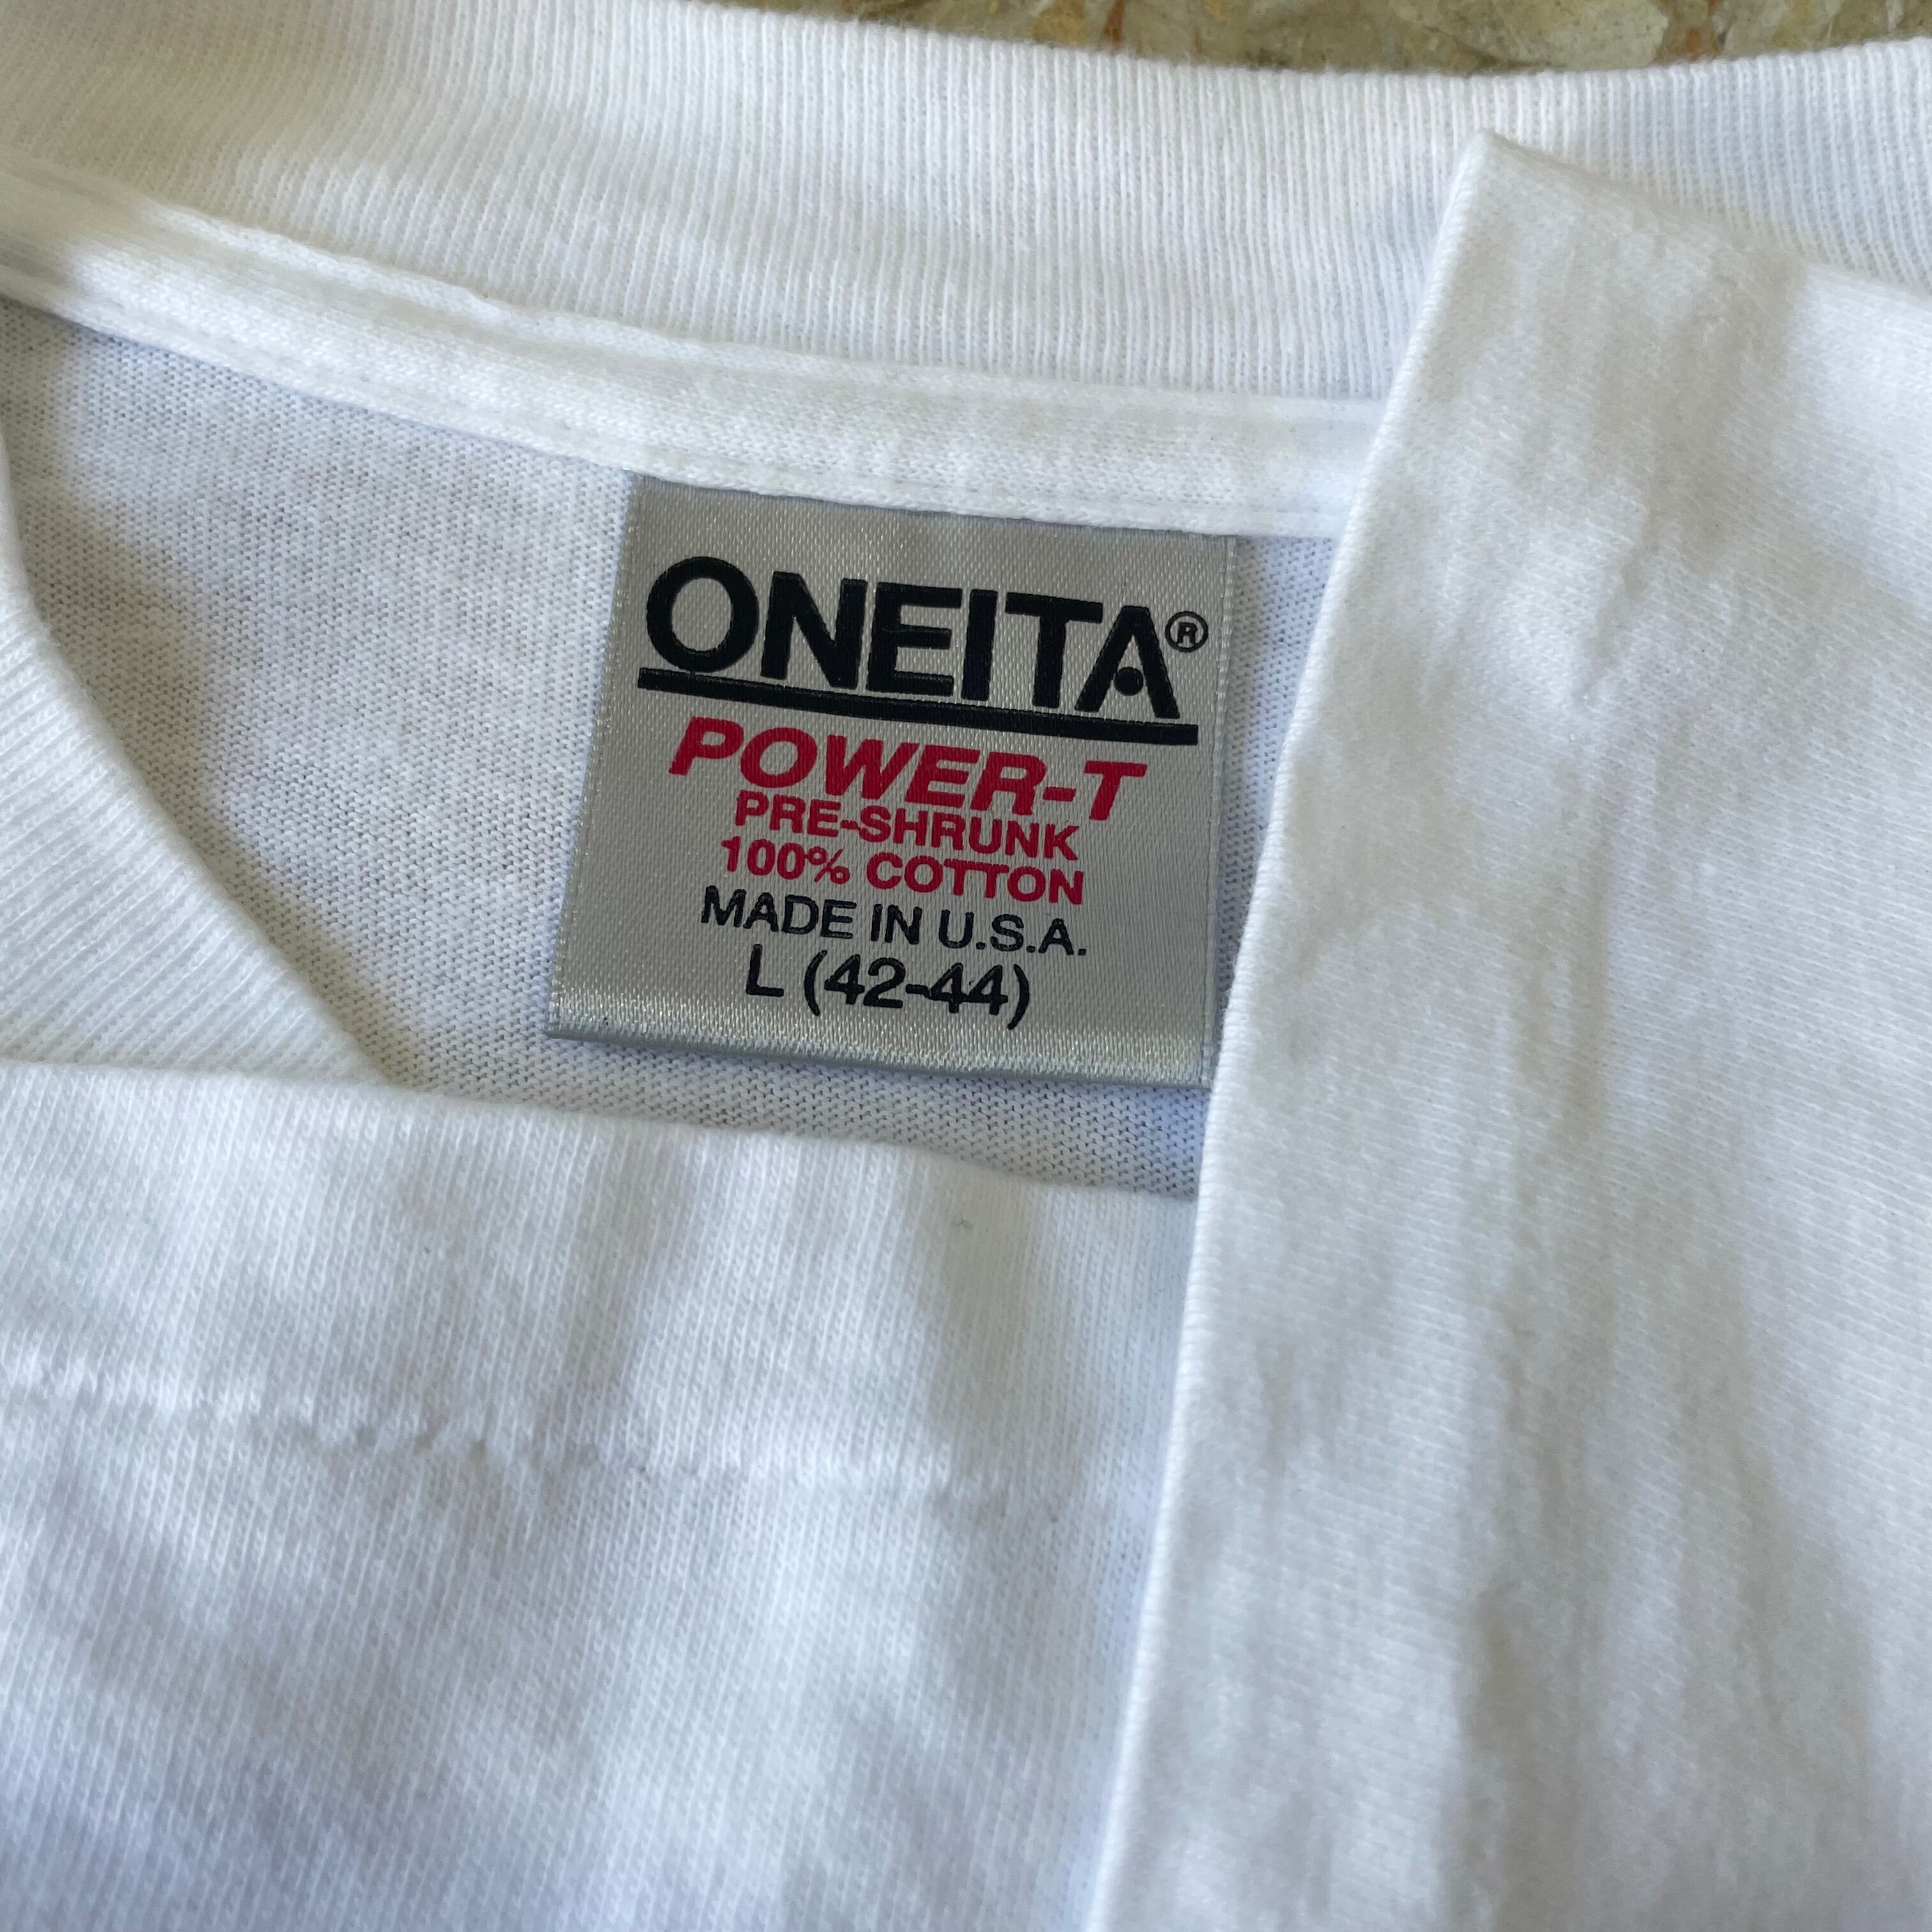 ONEITA®
POWER-T
PRE-SHRUNK
100% COTTON
MADE IN U.S.A.
L (42-44)